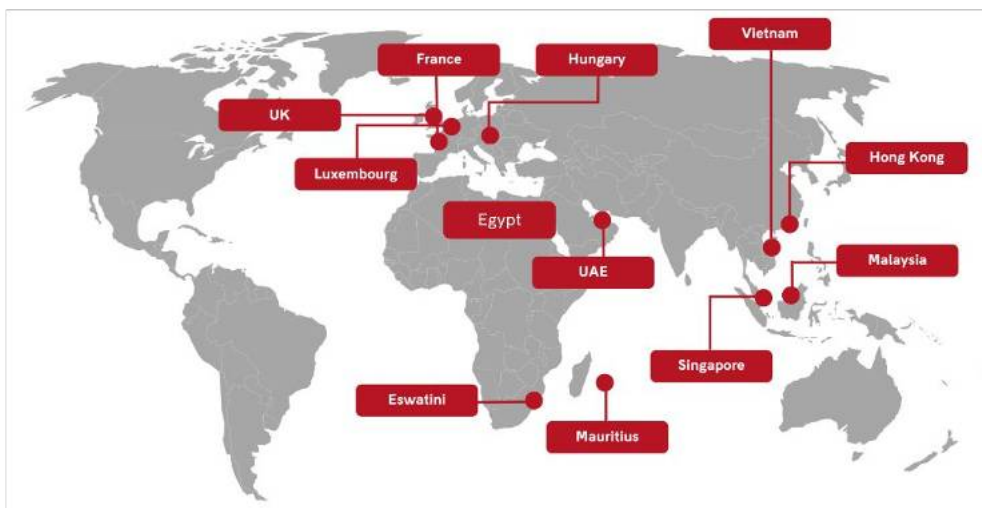 Vietnam
France
Hungary
UK
Hong Kong
Luxembourg
Egypt
UAE
Malaysia
Singapore
Eswatini
Mauritius